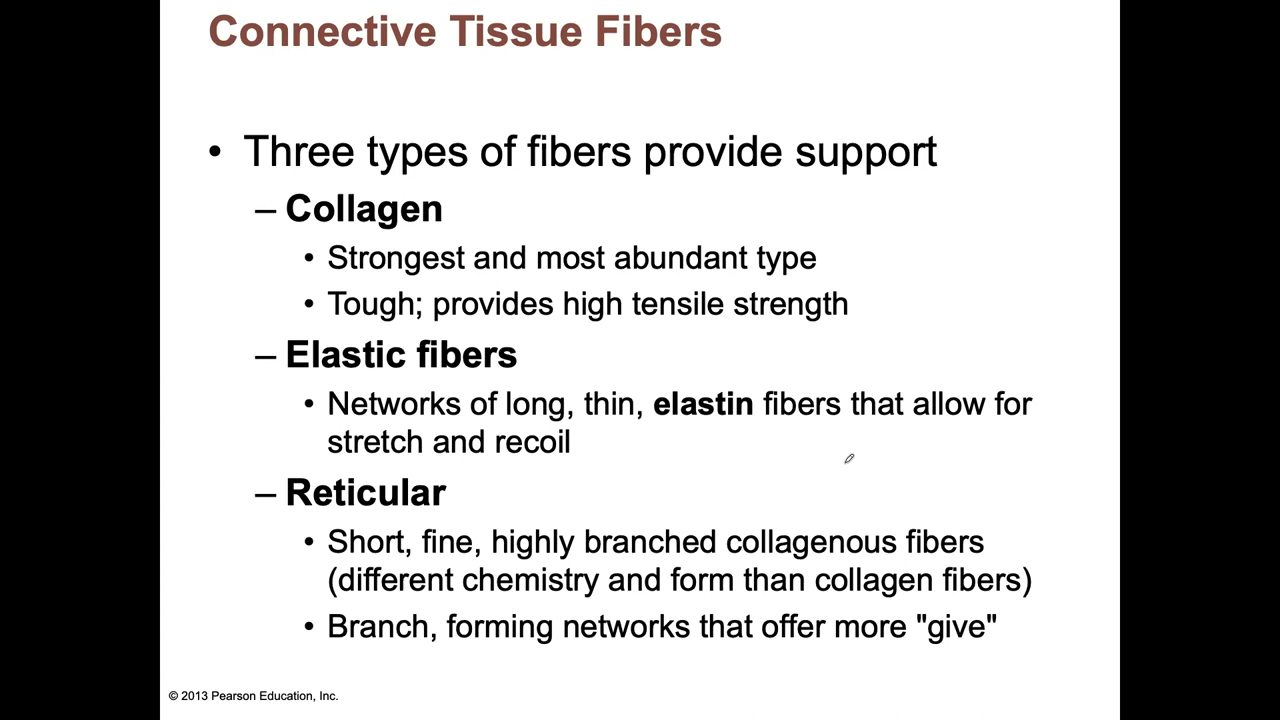 Connective Tissue Fibers
• Three types of fibers provide support
– Collagen
• Strongest and most abundant type
• Tough; provides high tensile strength
– Elastic fibers
• Networks of long, thin, elastin fibers that allow for
stretch and recoil
– Reticular
• Short, fine, highly branched collagenous fibers
(different chemistry and form than collagen fibers)
• Branch, forming networks that offer more "give"
© 2013 Pearson Education, Inc.